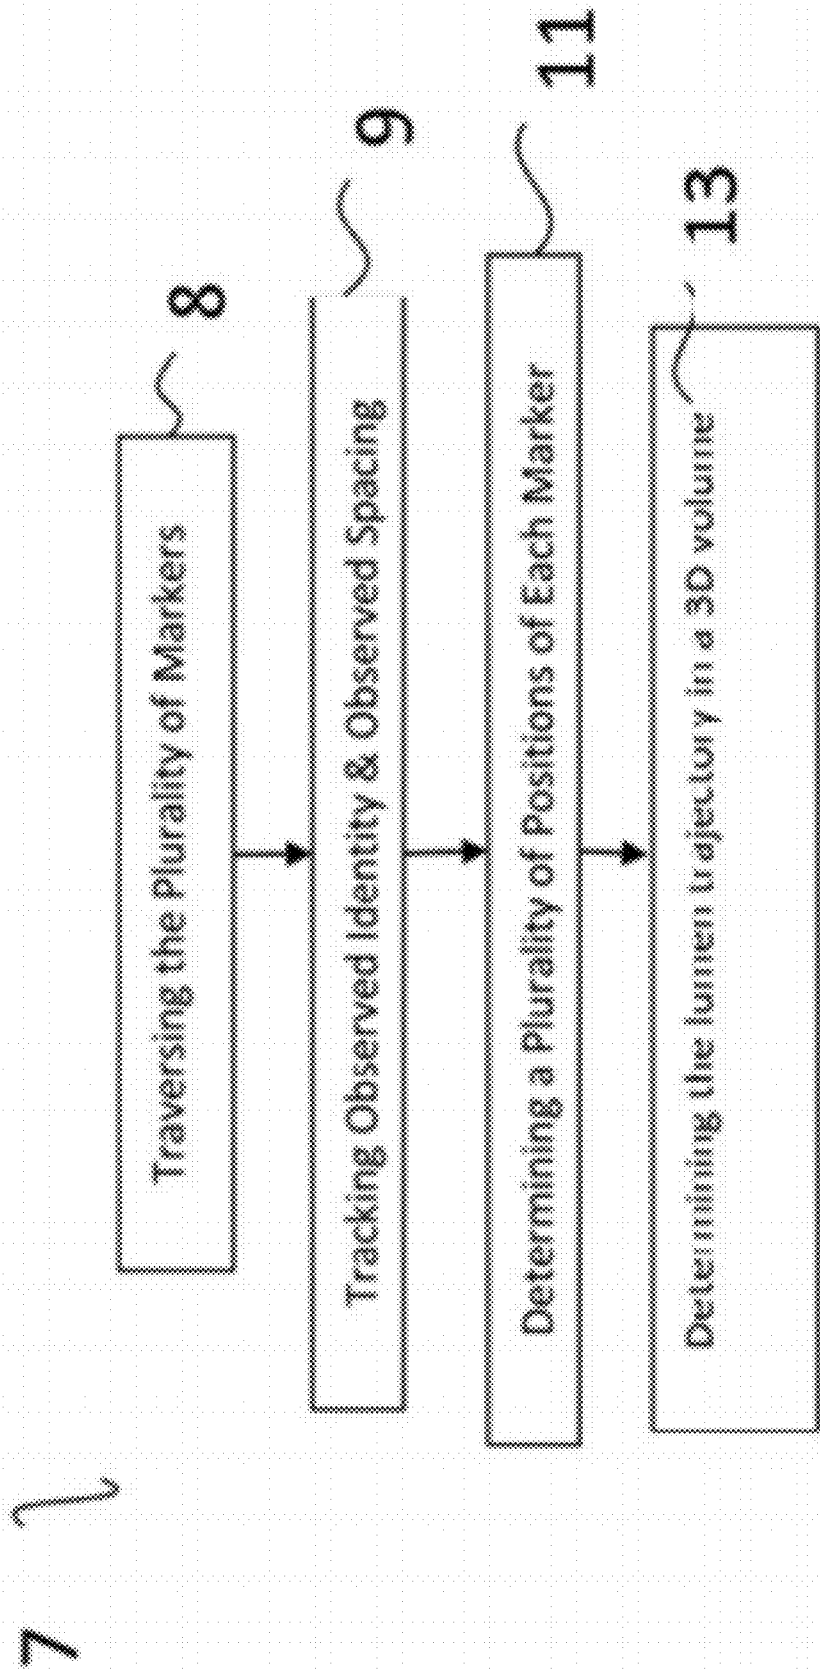 7
Traversing the Plurality of Markers
8
Tracking Observed Identity & Observed Spacing
9
Determining a Plurality of Positions of Each Marker
11
Determining the lumen trajectory in a 3D volume
13